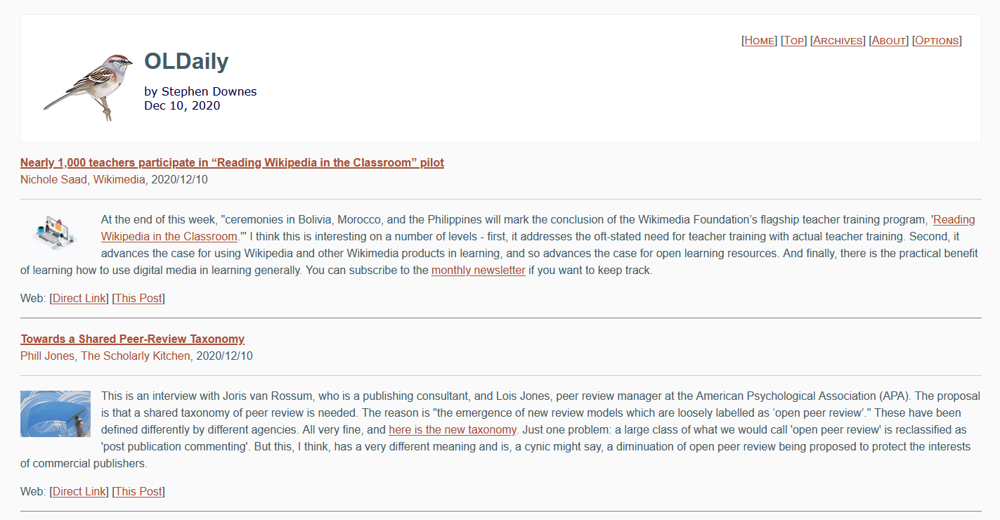 [Home] [Top] [Archives] [About] [Options]
OLDaily
by Stephen Downes
Dec 10, 2020
Nearly 1,000 teachers participate in “Reading Wikipedia in the Classroom” pilot
Nichole Saad, Wikimedia, 2020/12/10
At the end of this week, "ceremonies in Bolivia, Morocco, and the Philippines will mark the conclusion of the Wikimedia Foundation’s flagship teacher training program, 'Reading
Wikipedia in the Classroom.'" I think this is interesting on a number of levels - first, it addresses the oft-stated need for teacher training with actual teacher training. Second, it
advances the case for using Wikipedia and other Wikimedia products in learning, and so advances the case for open learning resources. And finally, there is the practical benefit
of learning how to use digital media in learning generally. You can subscribe to the monthly newsletter if you want to keep track.
Web: [Direct Link] [This Post]
Towards a Shared Peer-Review Taxonomy
Phill Jones, The Scholarly Kitchen, 2020/12/10
This is an interview with Joris van Rossum, who is a publishing consultant, and Lois Jones, peer review manager at the American Psychological Association (APA). The proposal
is that a shared taxonomy of peer review is needed. The reason is "the emergence of new review models which are loosely labelled as ‘open peer review’." These have been
defined differently by different agencies. All very fine, and here is the new taxonomy. Just one problem: a large class of what we would call 'open peer review' is reclassified as
'post publication commenting'. But this, I think, has a very different meaning and is, a cynic might say, a diminuation of open peer review being proposed to protect the interests
of commercial publishers.
Web: [Direct Link] [This Post]